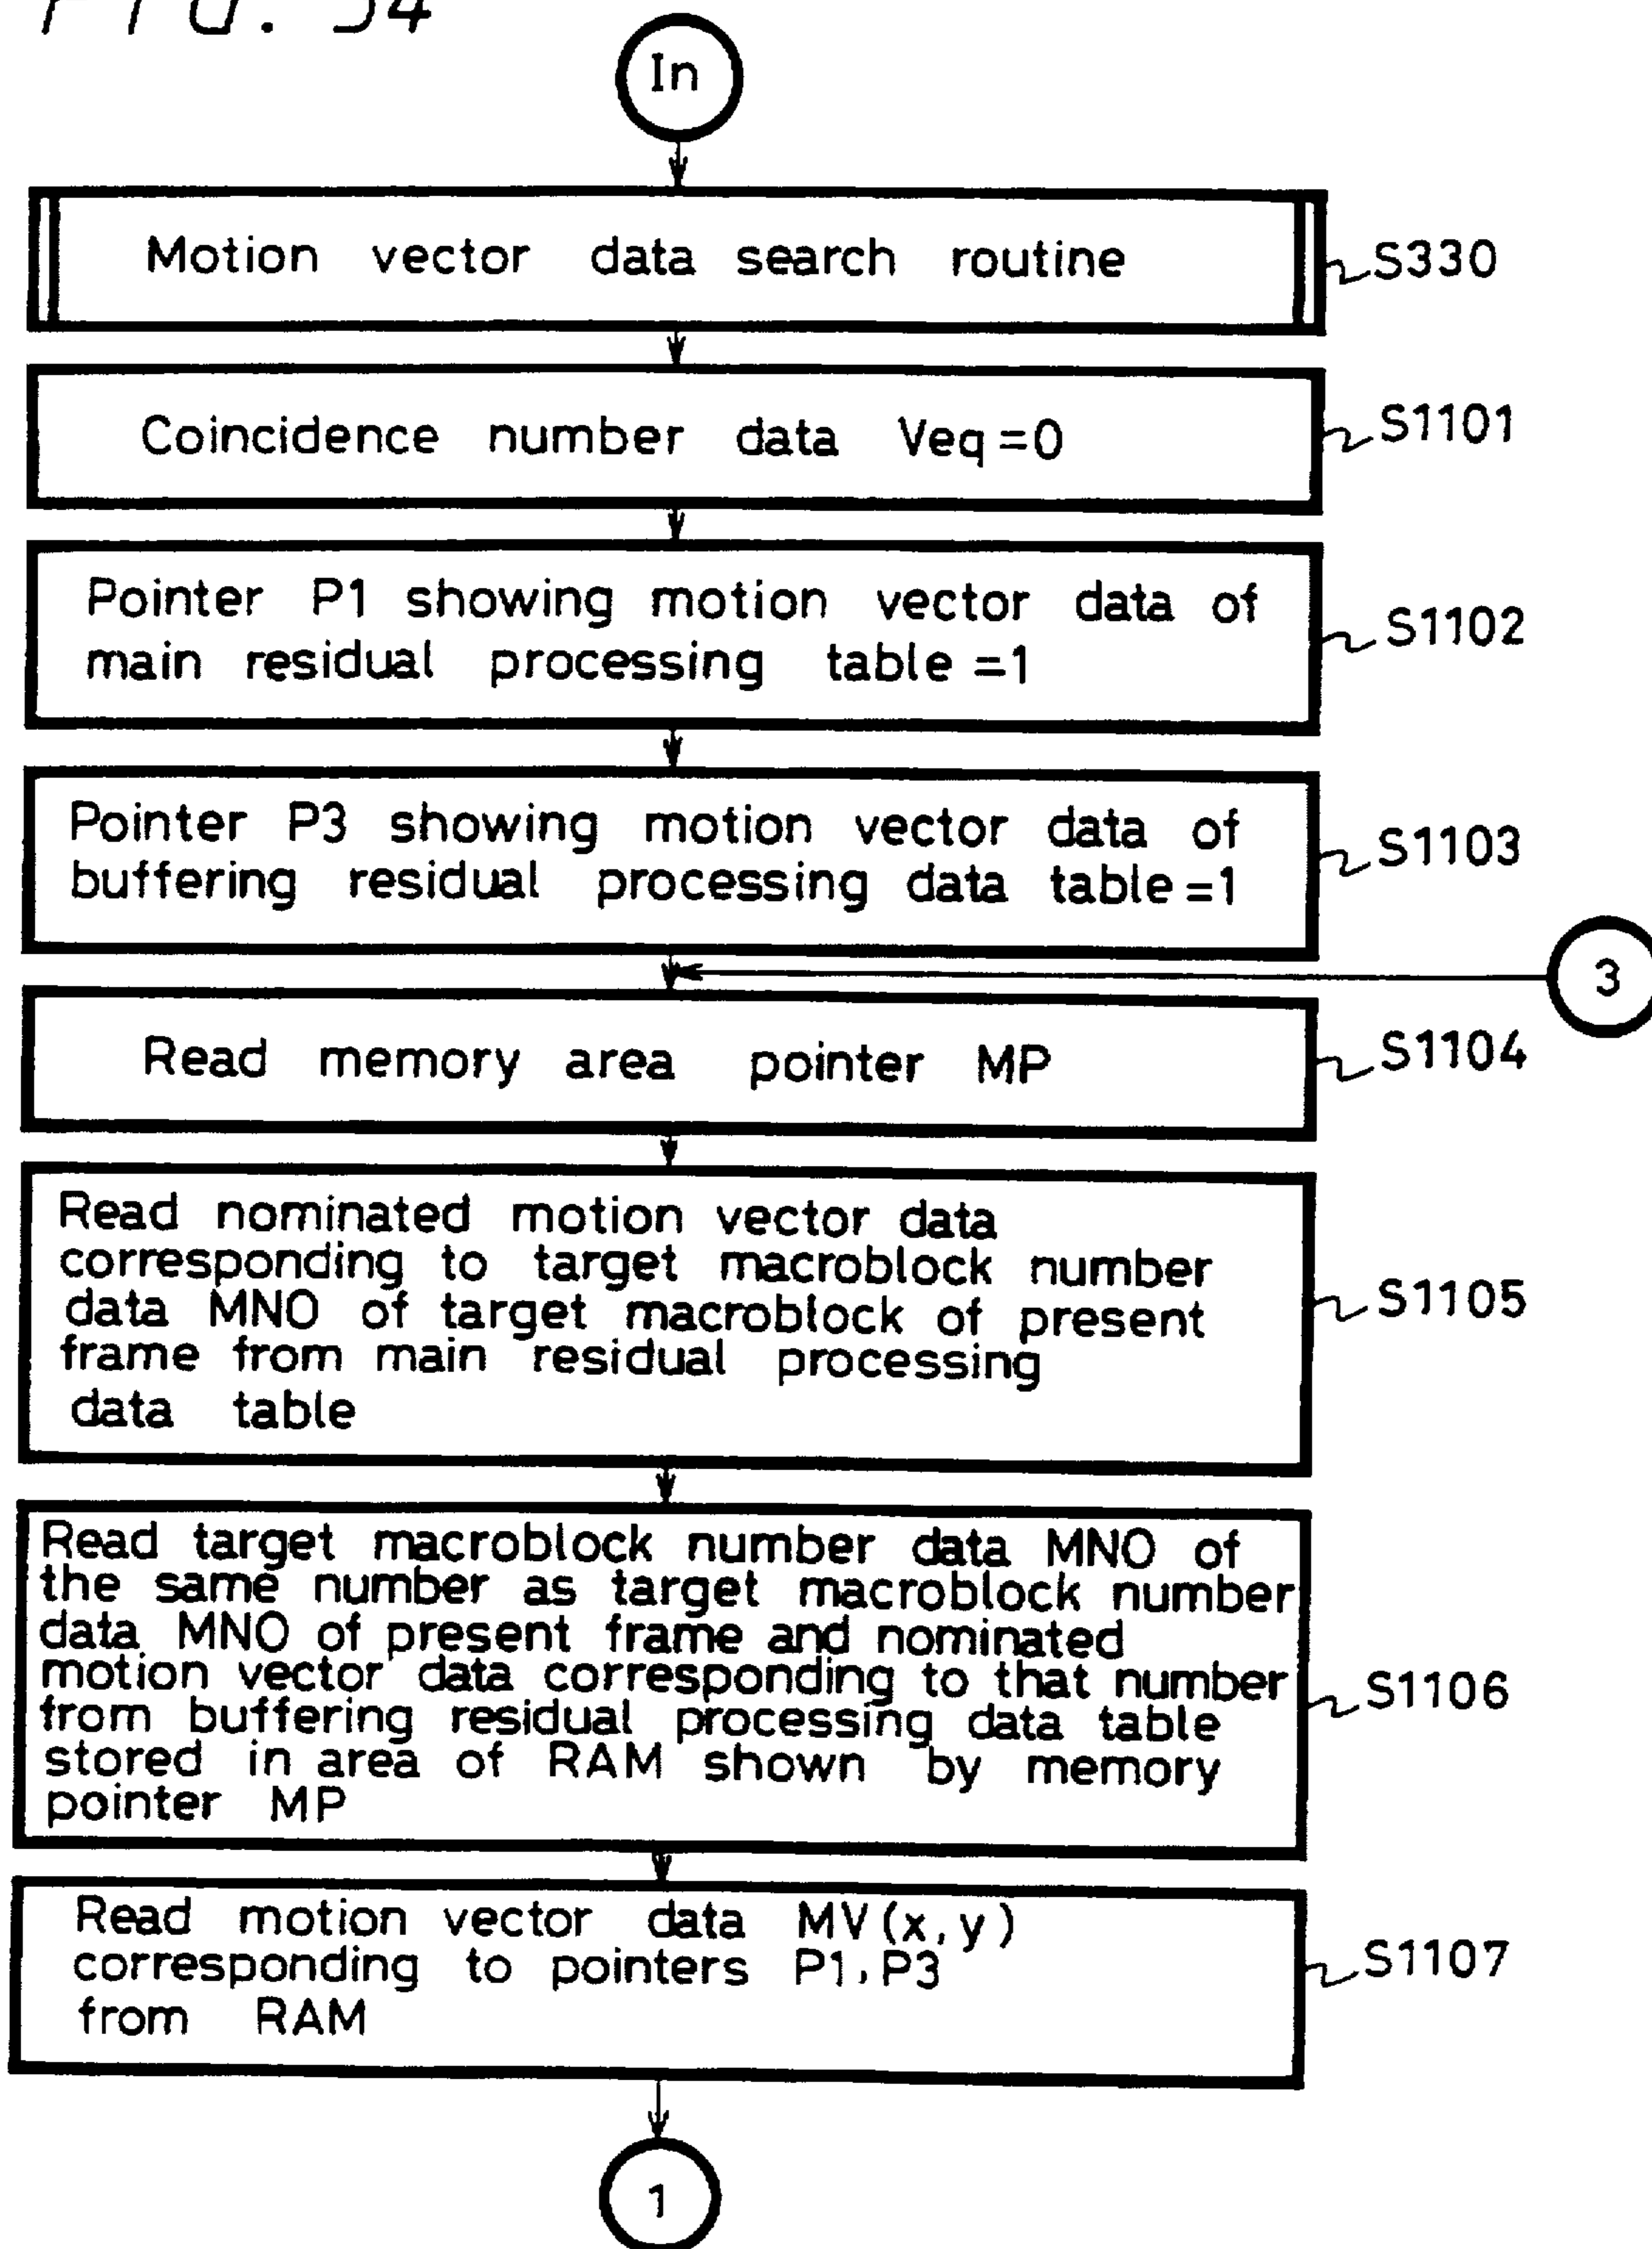 FIG. 54
In
Motion vector data search routine
S330
Coincidence number data Veq=0
S1101
Pointer P1 showing motion vector data of
main residual processing table =1
S1102
Pointer P3 showing motion vector data of
buffering residual processing data table=1
S1103
3
Read memory area pointer MP
S1104
Read nominated motion vector data
corresponding to target macroblock number
data MNO of target macroblock of present
frame from main residual processing
data table
S1105
Read target macroblock number data MNO of
the same number as target macroblock number
data MNO of present frame and nominated
motion vector data corresponding to that number
from buffering residual processing data table
stored in area of RAM shown by memory
pointer MP
S1106
Read motion vector data MV(x,y)
corresponding to pointers P1,P3
from RAM
S1107
1